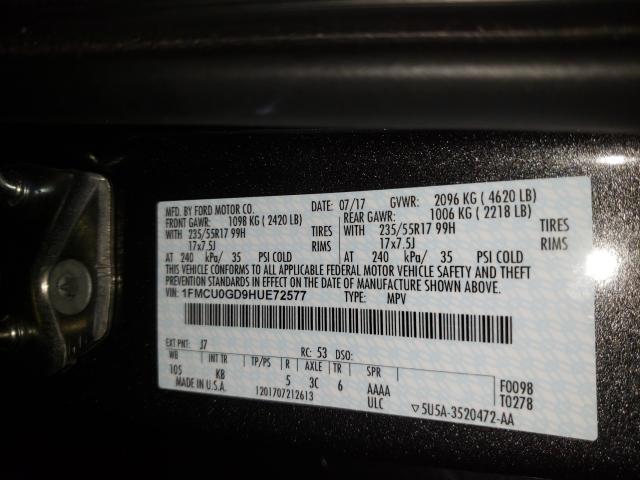 MFD. BY FORD MOTOR CO. DATE: 07/17 GVWR: 2096 KG ( 4620 LB)
FRONT GAWR: 1098 KG ( 2420 LB) REAR GAWR: 1006 KG ( 2218 LB)
WITH 235/55R17 99H TIRES WITH 235/55R17 99H TIRES
17x7.5J RIMS 17x7.5J RIMS
AT 240 kPa/ 35 PSI COLD AT 240 kPa/ 35 PSI COLD
THIS VEHICLE CONFORMS TO ALL APPLICABLE FEDERAL MOTOR VEHICLE SAFETY AND THEFT
PREVENTION STANDARDS IN EFFECT ON THE DATE OF MANUFACTURE SHOWN ABOVE.
VIN: 1FMCU0GD9HUE72577 TYPE: MPV
EXT PNT: J7 RC: 53 DSO:
WB INT TR TP/PS R AXLE TR SPR
105 KB 5 3C 6 AAAA F0098
MADE IN U.S.A. 1201707212613 ULC T0278
▽5U5A-3520472-AA